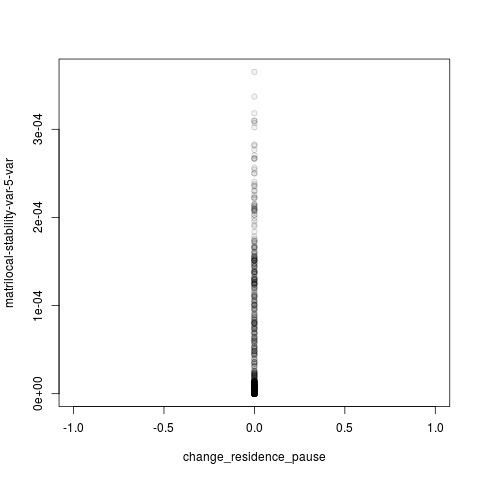 matrilocal-stability-var-5-var
3e-04
2e-04
1e-04
0e+00
-1.0 -0.5 0.0 0.5 1.0
change_residence_pause